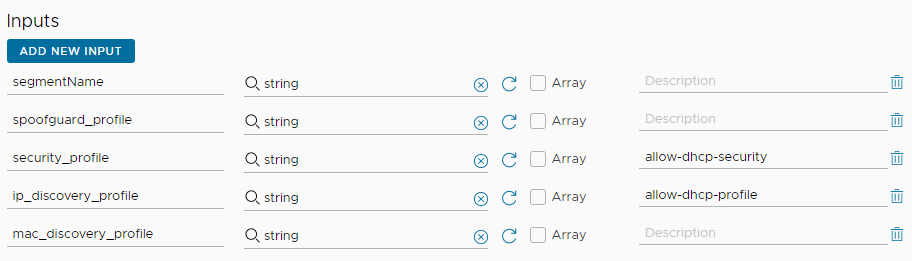 Inputs
ADD NEW INPUT
segmentName string Array Description
spoofguard_profile string Array Description
security_profile string Array allow-dhcp-security
ip_discovery_profile string Array allow-dhcp-profile
mac_discovery_profile string Array Description